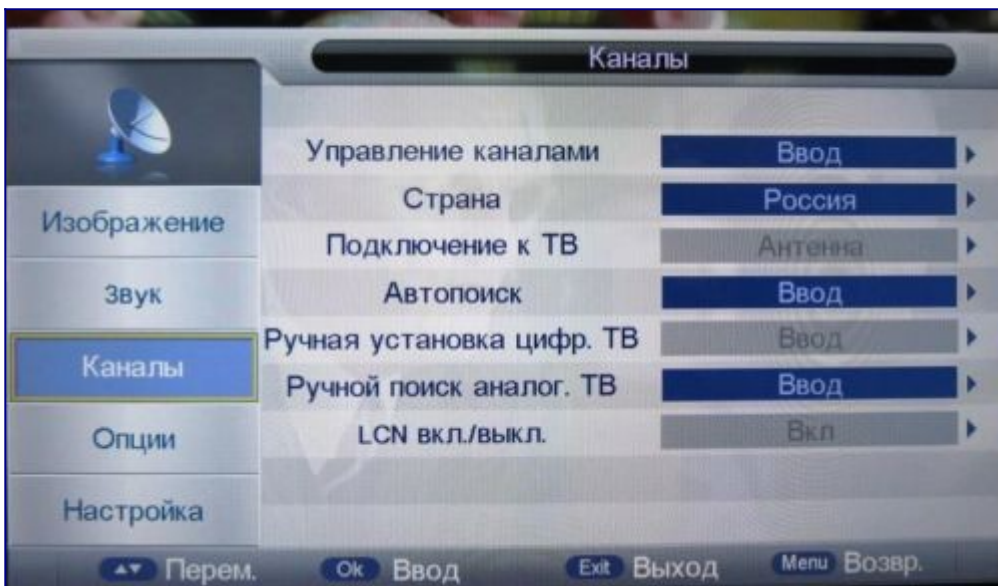 Каналы
Управление каналами Ввод
Страна Россия
Подключение к ТВ Антенна
Автопоиск Ввод
Ручная установка цифр. ТВ Ввод
Ручной поиск аналог. ТВ Ввод
LCN вкл./выкл. Вкл
Изображение
Звук
Каналы
Опции
Настройка
Перем. Ok Ввод Exit Выход Menu Возвр.